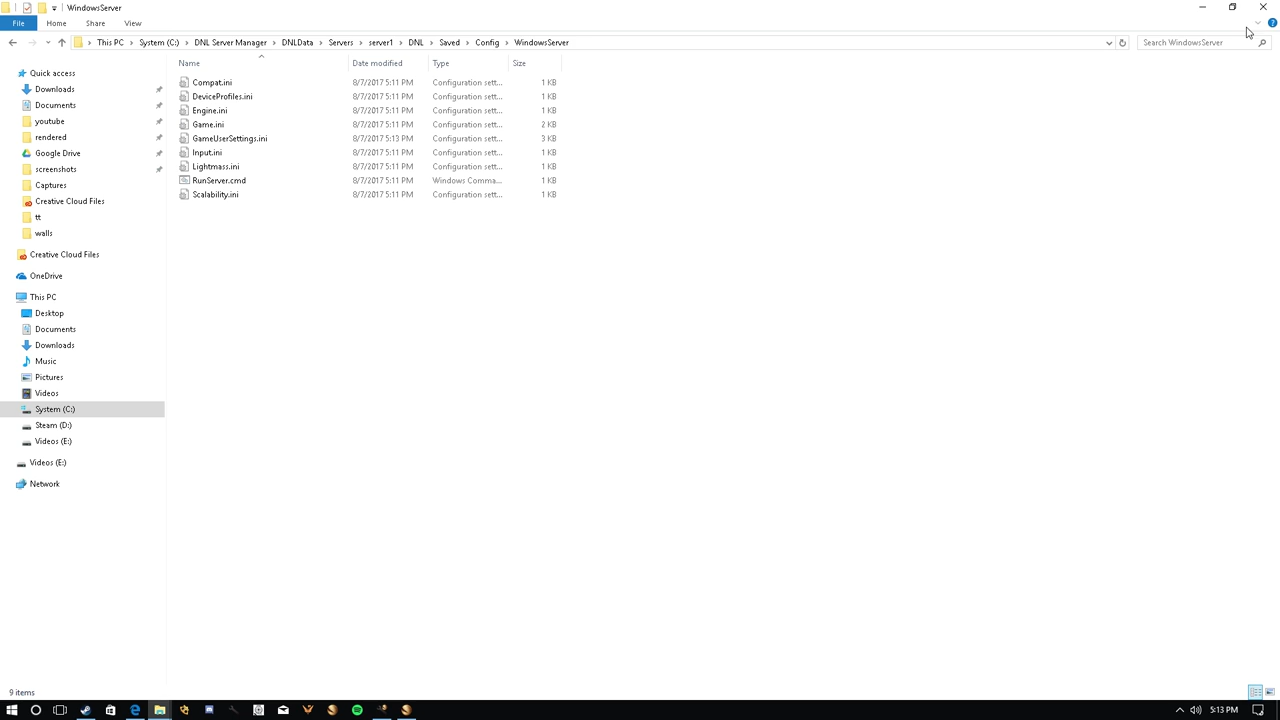 WindowsServer
File Home Share View
This PC System (C:) DNL Server Manager DNLData Servers server1 DNL Saved Config WindowsServer Search WindowsServer
Name Date modified Type Size
Compat.ini 8/7/2017 5:11 PM Configuration sett... 1 KB
DeviceProfiles.ini 8/7/2017 5:11 PM Configuration sett... 1 KB
Engine.ini 8/7/2017 5:11 PM Configuration sett... 1 KB
Game.ini 8/7/2017 5:11 PM Configuration sett... 2 KB
GameUserSettings.ini 8/7/2017 5:13 PM Configuration sett... 3 KB
Input.ini 8/7/2017 5:11 PM Configuration sett... 1 KB
Lightmass.ini 8/7/2017 5:11 PM Configuration sett... 1 KB
RunServer.cmd 8/7/2017 5:11 PM Windows Comma... 1 KB
Scalability.ini 8/7/2017 5:11 PM Configuration sett... 1 KB
Quick access
Downloads
Documents
youtube
rendered
Google Drive
screenshots
Captures
Creative Cloud Files
tt
walls
Creative Cloud Files
OneDrive
This PC
Desktop
Documents
Downloads
Music
Pictures
Videos
System (C:)
Steam (D:)
Videos (E:)
Videos (E:)
Network
9 items
5:13 PM